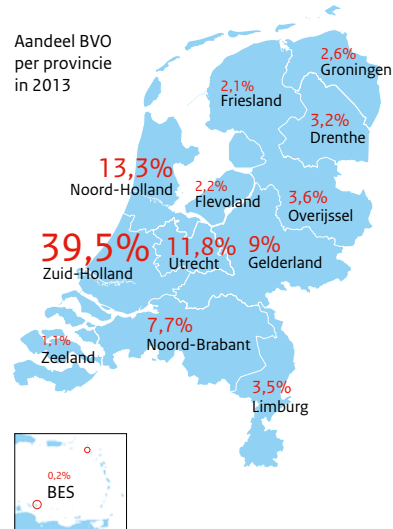 Aandeel BVO
per provincie
in 2013
2,6%
Groningen
2,1%
Friesland
3,2%
Drenthe
13,3%
Noord-Holland
2,2%
Flevoland
3,6%
Overijssel
39,5%
Zuid-Holland
11,8%
Utrecht
9%
Gelderland
7,7%
Noord-Brabant
1,1%
Zeeland
3,5%
Limburg
0,2%
BES